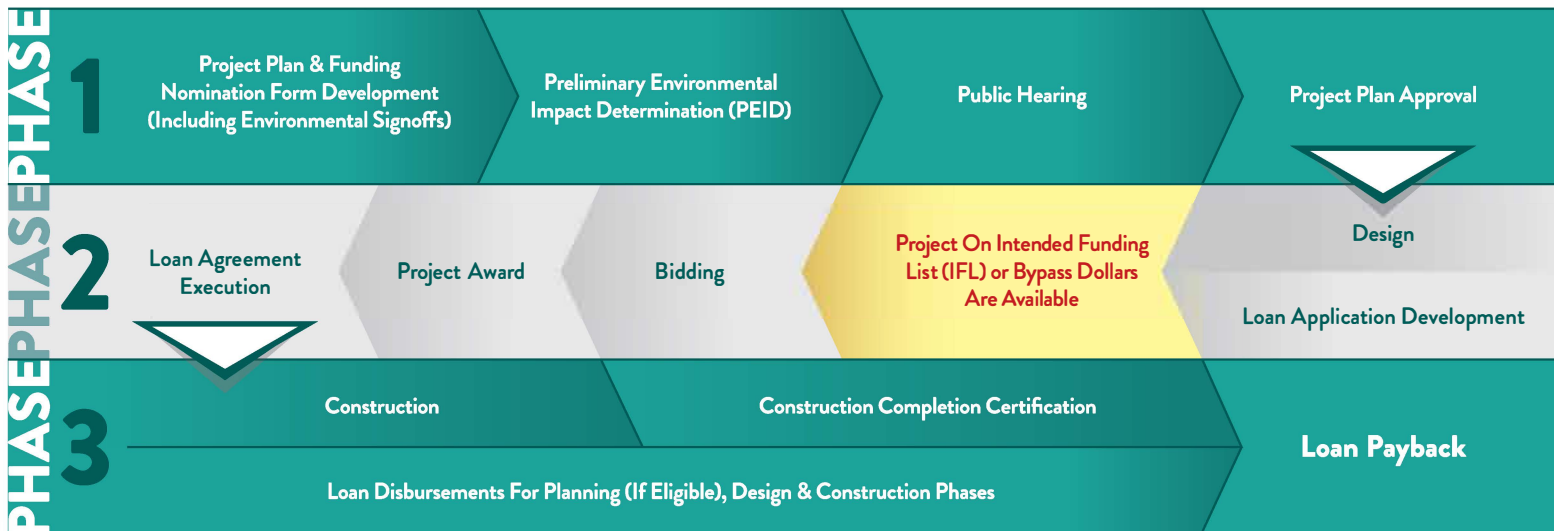 PHASE
1
Project Plan & Funding
Nomination Form Development
(Including Environmental Signoffs)
Preliminary Environmental
Impact Determination (PEID)
Public Hearing
Project Plan Approval
PHASE
2
Design
Loan Application Development
Project On Intended Funding
List (IFL) or Bypass Dollars
Are Available
Bidding
Project Award
Loan Agreement
Execution
PHASE
3
Construction
Construction Completion Certification
Loan Disbursements For Planning (If Eligible), Design & Construction Phases
Loan Payback